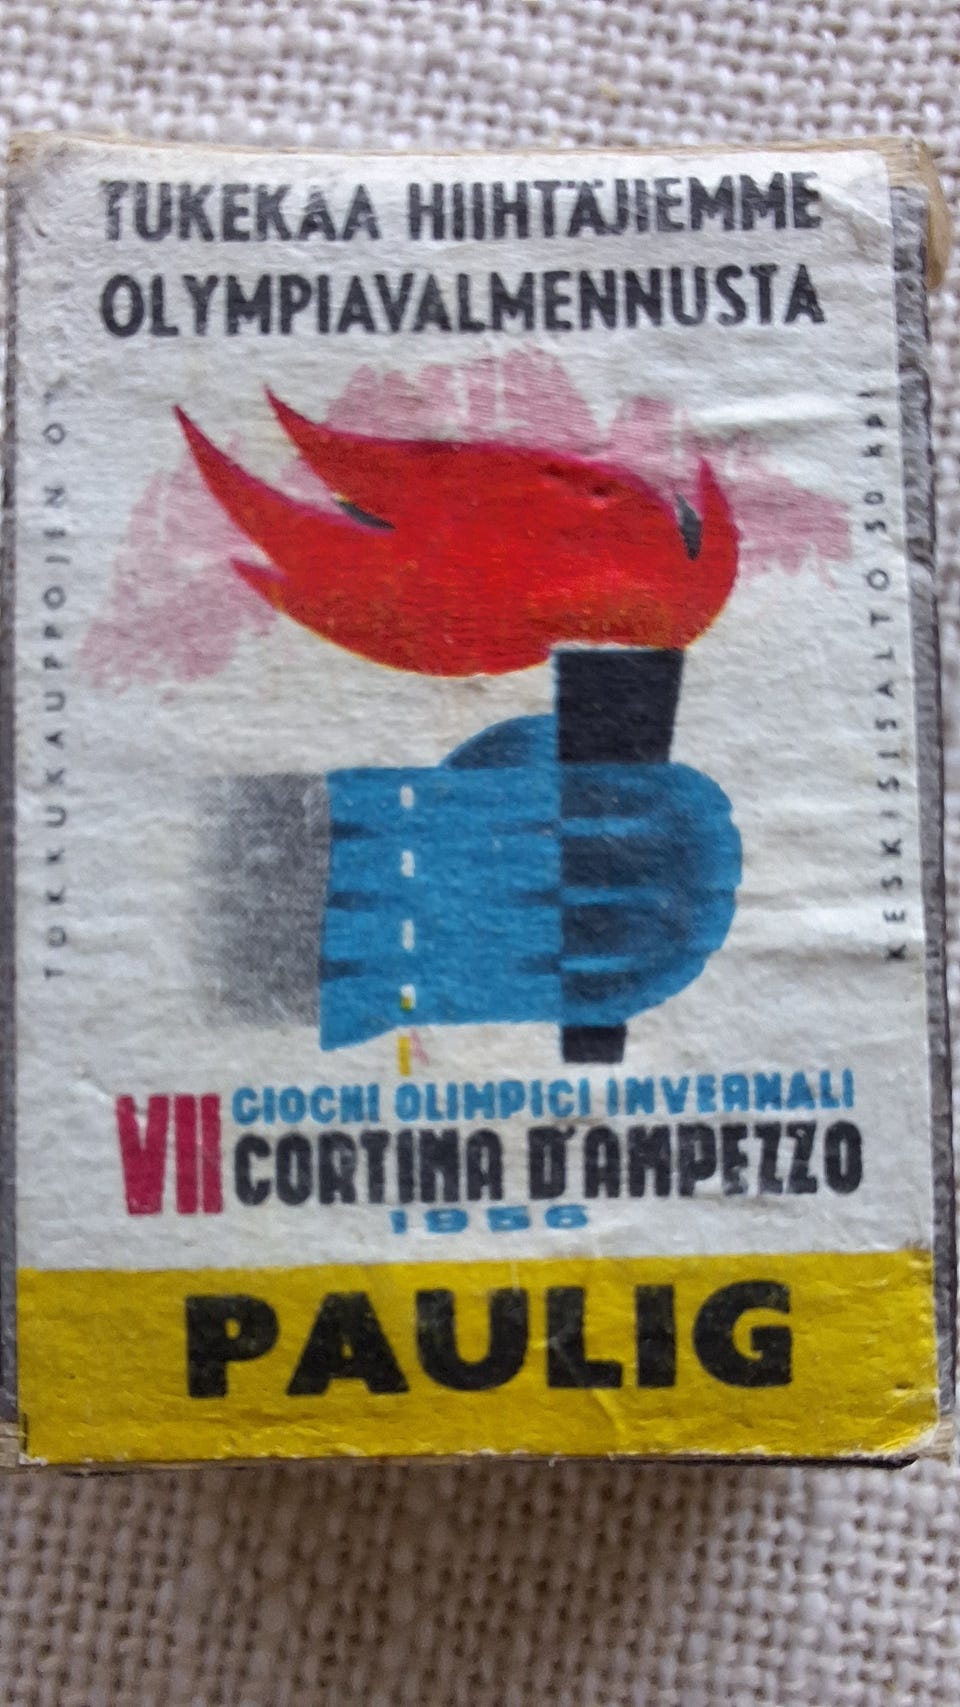 TUKEKAA HIIHTÄJIEMME
OLYMPIAVALMENNUSTA
TUKKUKAUPPOJEN OY
KESKISISÄLTÖ 50 KPL
VII
GIOCHI OLIMPICI INVERNALI
CORTINA D'AMPEZZO
1956
PAULIG